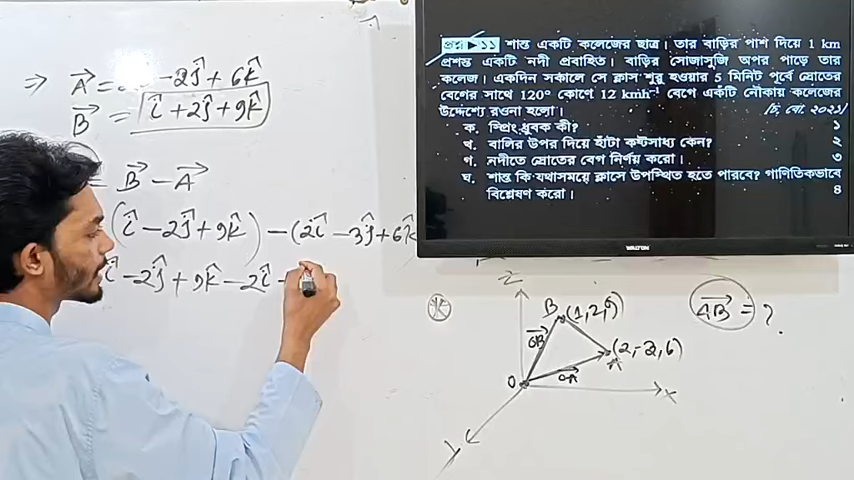 ⇒ A⃗ = -2ĵ + 6k̂
B⃗ = î + 2ĵ + 9k̂
= B⃗ - A⃗
(î - 2ĵ + 9k̂) - (2î - 3ĵ + 6k̂
î - 2ĵ + 9k̂ - 2î -
প্রশ্ন ▶ ১১ শান্ত একটি কলেজের ছাত্র। তার বাড়ির পাশ দিয়ে 1 km
প্রশস্ত একটি নদী প্রবাহিত। বাড়ির সোজাসুজি অপর পাড়ে তার
কলেজ। একদিন সকালে সে ক্লাস শুরু হওয়ার 5 মিনিট পূর্বে স্রোতের
বেগের সাথে 120° কোণে 12 kmh⁻¹ বেগে একটি নৌকায় কলেজের
উদ্দেশ্যে রওনা হলো। [চ. বো. ২০২১]
ক. স্প্রিং ধ্রুবক কী? ১
খ. বালির উপর দিয়ে হাঁটা কষ্টসাধ্য কেন? ২
গ. নদীতে স্রোতের বেগ নির্ণয় করো। ৩
ঘ. শান্ত কি যথাসময়ে ক্লাসে উপস্থিত হতে পারবে? গাণিতিকভাবে
বিশ্লেষণ করো। ৪
WALTON
Z
B (1,2,9)
AB⃗ = ?
OB⃗
(2,-3,6)
A
O
OA⃗
X
Y